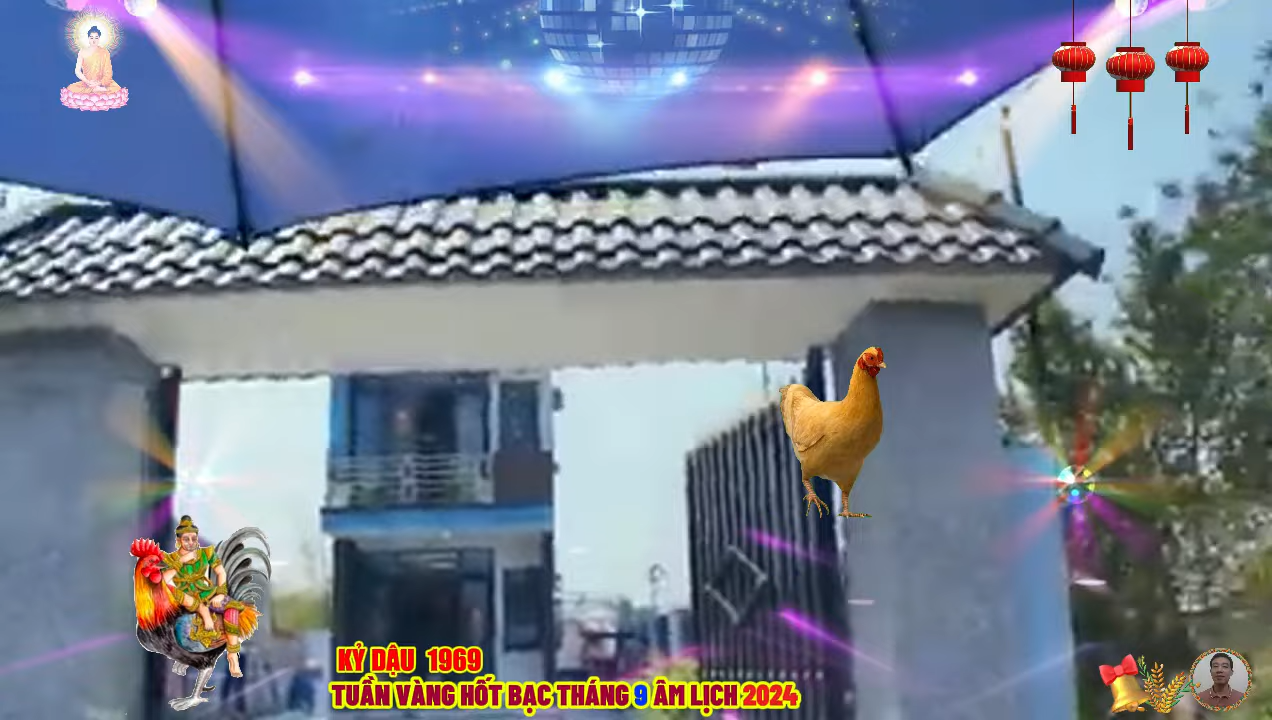 KỶ DẬU 1969
TUẦN VÀNG HỐT BẠC THÁNG 9 ÂM LỊCH 2024